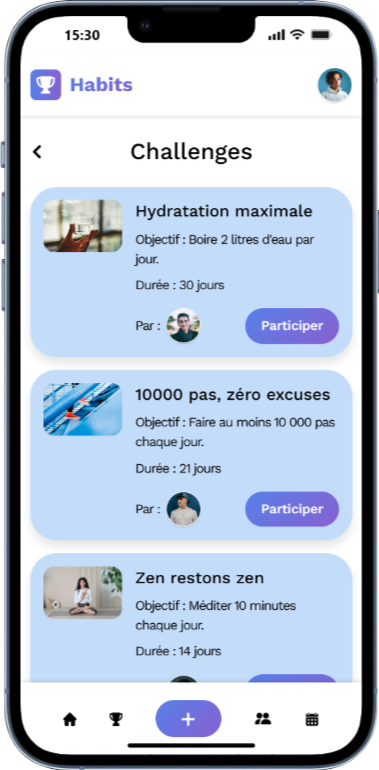 15:30
Habits
Challenges
Hydratation maximale
Objectif : Boire 2 litres d'eau par
jour.
Durée : 30 jours
Par :
Participer
10000 pas, zéro excuses
Objectif : Faire au moins 10 000 pas
chaque jour.
Durée : 21 jours
Par :
Participer
Zen restons zen
Objectif : Méditer 10 minutes
chaque jour.
Durée : 14 jours